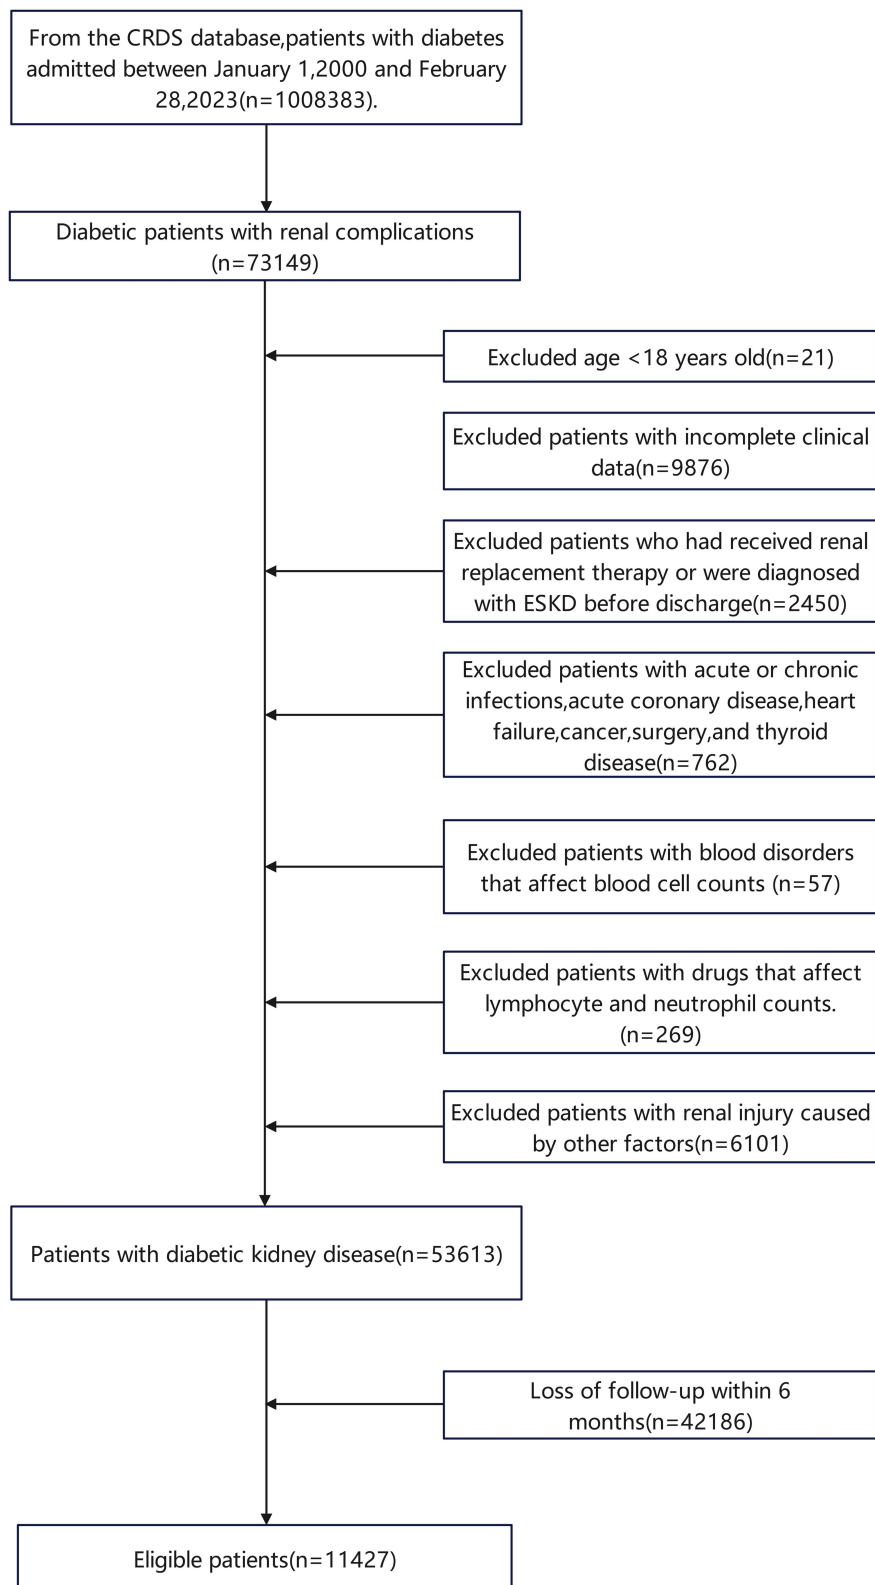 From the CRDS database,patients with diabetes
admitted between January 1,2000 and February
28,2023(n=1008383).
Diabetic patients with renal complications
(n=73149)
Excluded age <18 years old(n=21)
Excluded patients with incomplete clinical
data(n=9876)
Excluded patients who had received renal
replacement therapy or were diagnosed
with ESKD before discharge(n=2450)
Excluded patients with acute or chronic
infections,acute coronary disease,heart
failure,cancer,surgery,and thyroid
disease(n=762)
Excluded patients with blood disorders
that affect blood cell counts (n=57)
Excluded patients with drugs that affect
lymphocyte and neutrophil counts.
(n=269)
Excluded patients with renal injury caused
by other factors(n=6101)
Patients with diabetic kidney disease(n=53613)
Loss of follow-up within 6
months(n=42186)
Eligible patients(n=11427)